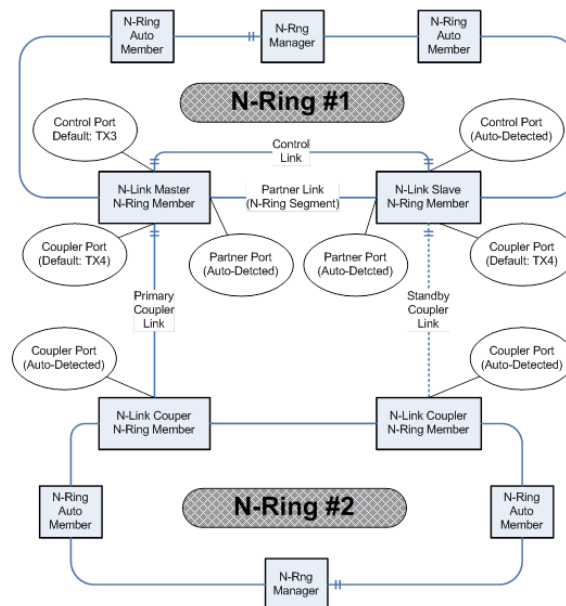 N-Ring
Auto
Member
N-Rng
Manager
N-Ring
Auto
Member
N-Ring #1
Control Port
Default: TX3
Control
Link
Control Port
(Auto-Detected)
N-Link Master
N-Ring Member
Partner Link
(N-Ring Segment)
N-Link Slave
N-Ring Member
Coupler Port
(Default: TX4)
Partner Port
(Auto-Detcted)
Partner Port
(Auto-Detcted)
Coupler Port
(Default: TX4)
Primary
Coupler
Link
Standby
Coupler
Link
Coupler Port
(Auto-Detected)
Coupler Port
(Auto-Detected)
N-Link Couper
N-Ring Member
N-Link Coupler
N-Ring Member
N-Ring
Auto
Member
N-Ring #2
N-Ring
Auto
Member
N-Rng
Manager